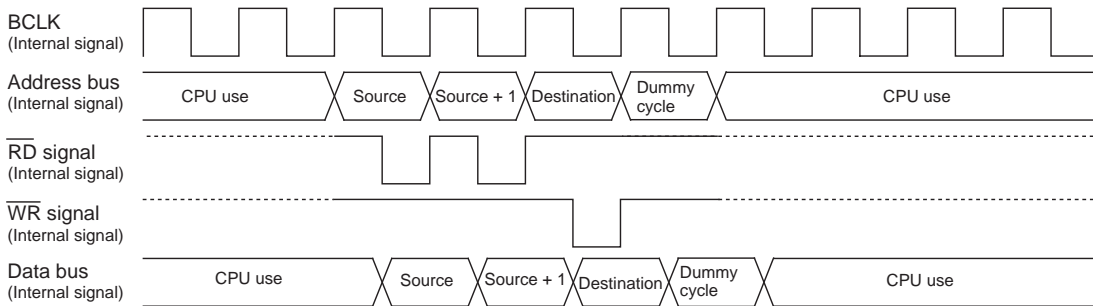 BCLK
(Internal signal)
Address bus
(Internal signal)
CPU use
Source
Source + 1
Destination
Dummy
cycle
CPU use
RD signal
(Internal signal)
WR signal
(Internal signal)
Data bus
(Internal signal)
CPU use
Source
Source + 1
Destination
Dummy
cycle
CPU use